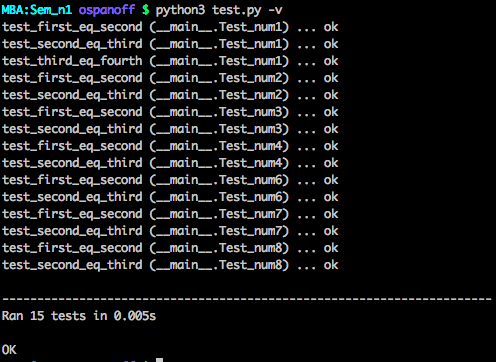 MBA:Sem_n1 ospanoff $ python3 test.py -v
test_first_eq_second (__main__.Test_num1) ... ok
test_second_eq_third (__main__.Test_num1) ... ok
test_third_eq_fourth (__main__.Test_num1) ... ok
test_first_eq_second (__main__.Test_num2) ... ok
test_second_eq_third (__main__.Test_num2) ... ok
test_first_eq_second (__main__.Test_num3) ... ok
test_second_eq_third (__main__.Test_num3) ... ok
test_first_eq_second (__main__.Test_num4) ... ok
test_second_eq_third (__main__.Test_num4) ... ok
test_first_eq_second (__main__.Test_num6) ... ok
test_second_eq_third (__main__.Test_num6) ... ok
test_first_eq_second (__main__.Test_num7) ... ok
test_second_eq_third (__main__.Test_num7) ... ok
test_first_eq_second (__main__.Test_num8) ... ok
test_second_eq_third (__main__.Test_num8) ... ok
----------------------------------------------------------------------
Ran 15 tests in 0.005s
OK